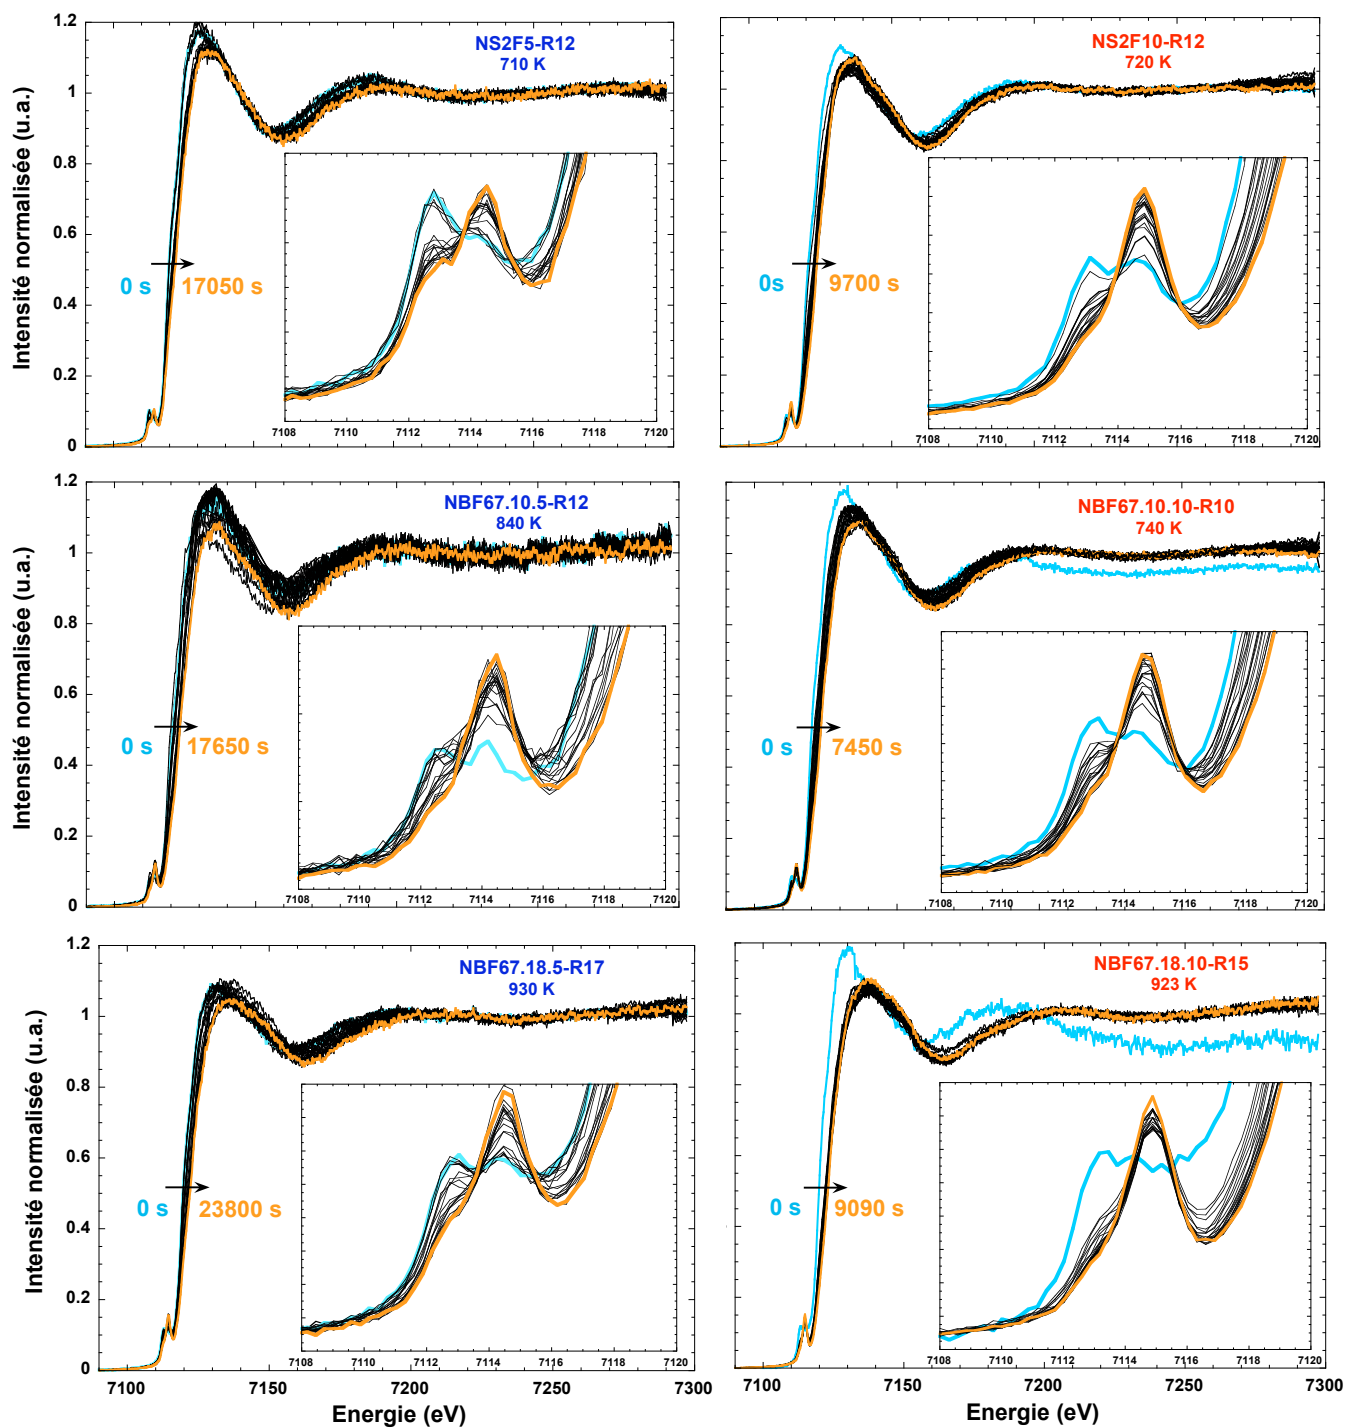 Intensité normalisée (u.a.)
1.2
1
0.8
0.6
0.4
0.2
0
NS2F5-R12
710 K
0 s
17050 s
7108 7110 7112 7114 7116 7118 7120
NS2F10-R12
720 K
0s
9700 s
7108 7110 7112 7114 7116 7118 7120
Intensité normalisée (u.a.)
1.2
1
0.8
0.6
0.4
0.2
0
NBF67.10.5-R12
840 K
0 s
17650 s
7108 7110 7112 7114 7116 7118 7120
NBF67.10.10-R10
740 K
0 s
7450 s
7108 7110 7112 7114 7116 7118 7120
Intensité normalisée (u.a.)
1.2
1
0.8
0.6
0.4
0.2
0
NBF67.18.5-R17
930 K
0 s
23800 s
7108 7110 7112 7114 7116 7118 7120
7100 7150 7200 7250 7300
Energie (eV)
NBF67.18.10-R15
923 K
0 s
9090 s
7108 7110 7112 7114 7116 7118 7120
7100 7150 7200 7250 7300
Energie (eV)